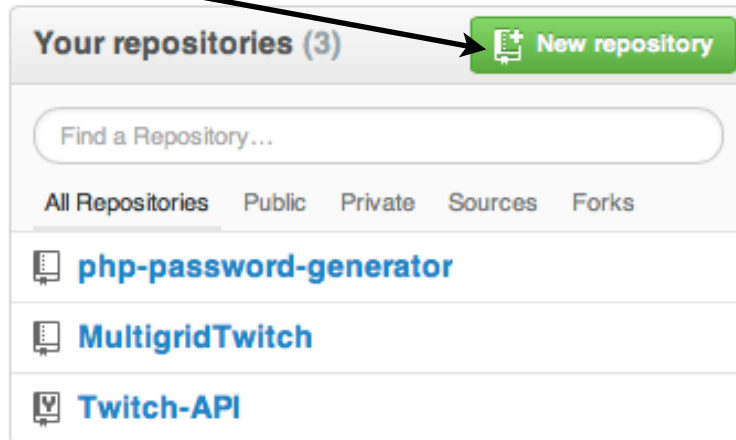 Your repositories (3)
New repository
Find a Repository...
All Repositories Public Private Sources Forks
php-password-generator
MultigridTwitch
Twitch-API